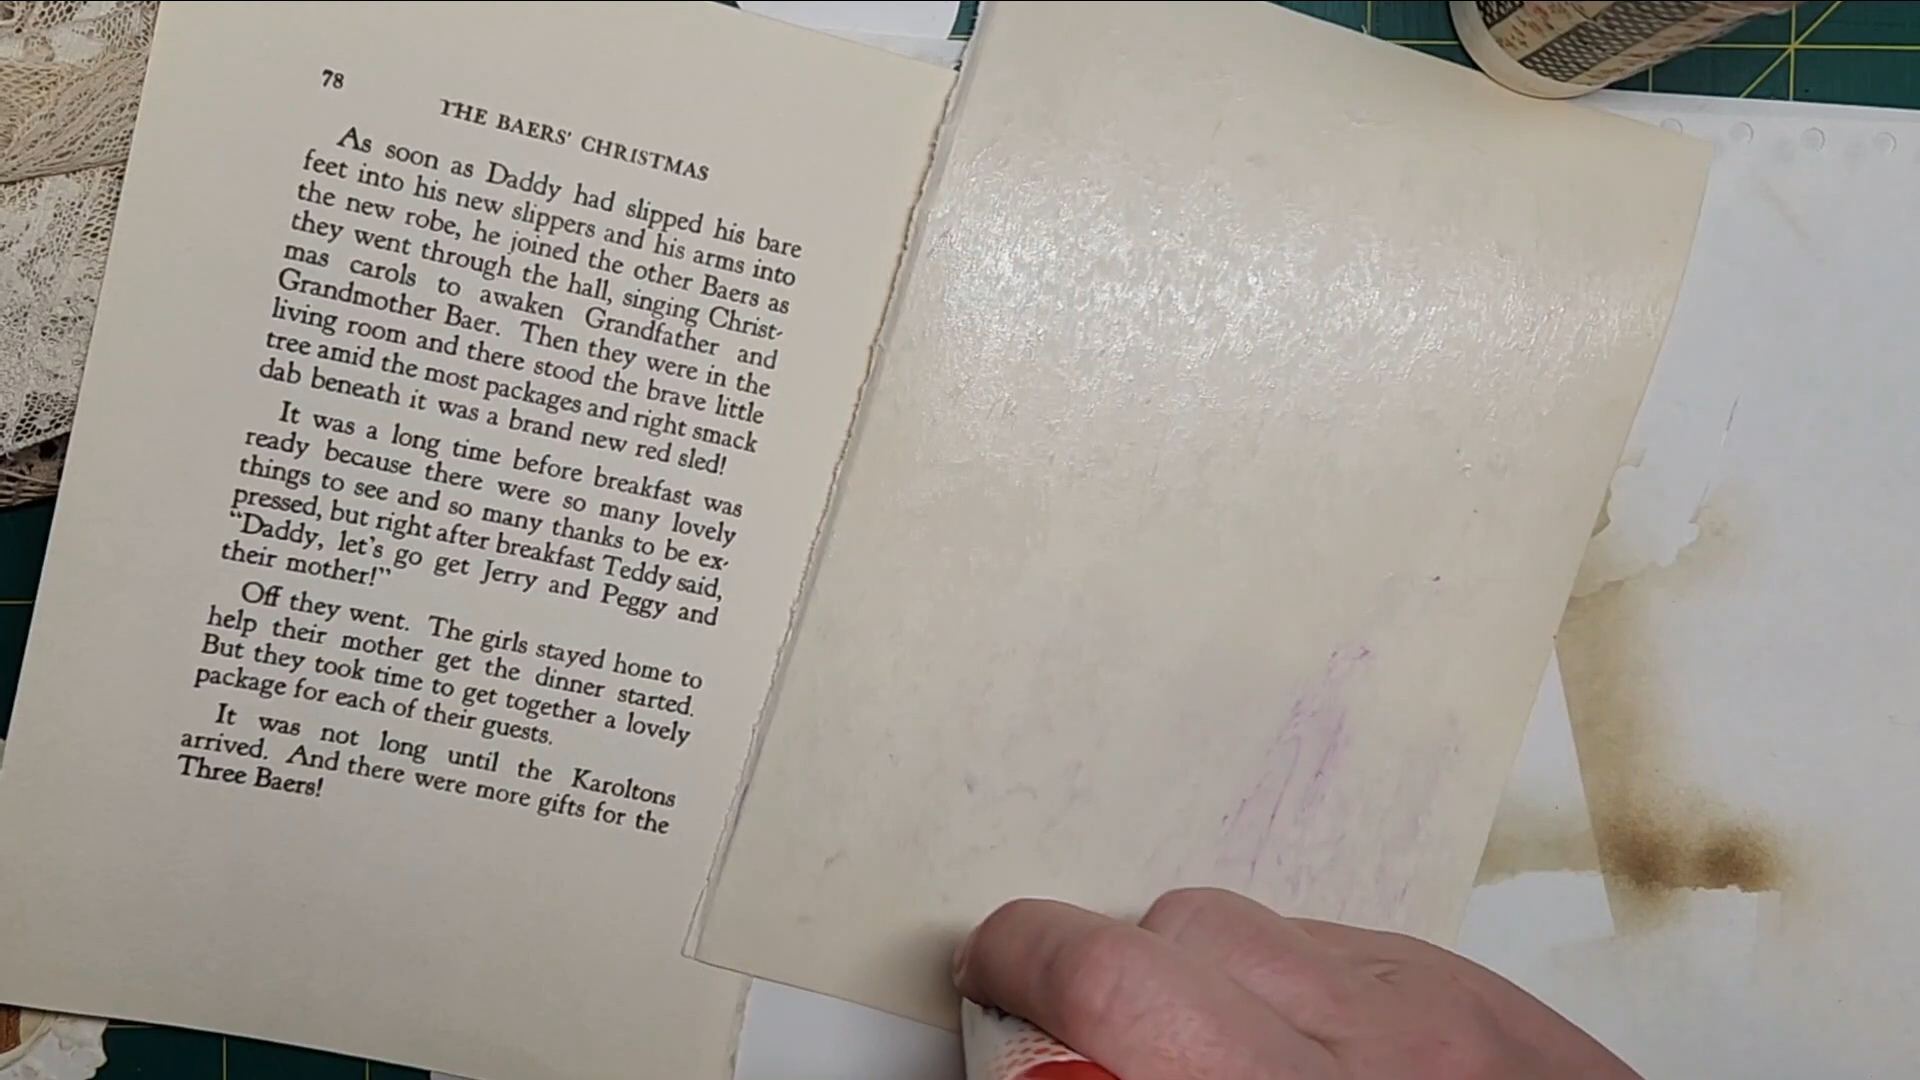 78
THE BAERS' CHRISTMAS
As soon as Daddy had slipped his bare
feet into his new slippers and his arms into
the new robe, he joined the other Baers as
they went through the hall, singing Christ-
mas carols to awaken Grandfather and
Grandmother Baer. Then they were in the
living room and there stood the brave little
tree amid the most packages and right smack
dab beneath it was a brand new red sled!
It was a long time before breakfast was
ready because there were so many lovely
things to see and so many thanks to be ex-
pressed, but right after breakfast Teddy said,
“Daddy, let's go get Jerry and Peggy and
their mother!”
Off they went. The girls stayed home to
help their mother get the dinner started.
But they took time to get together a lovely
package for each of their guests.
It was not long until the Karoltons
arrived. And there were more gifts for the
Three Baers!